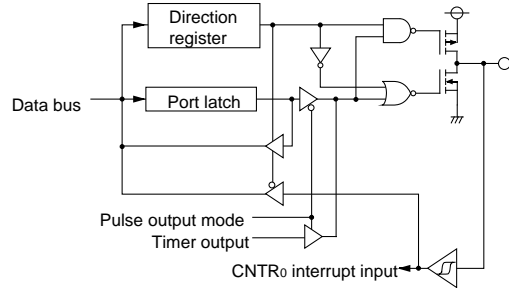 Direction
register
Data bus
Port latch
Pulse output mode
Timer output
CNTR0 interrupt input